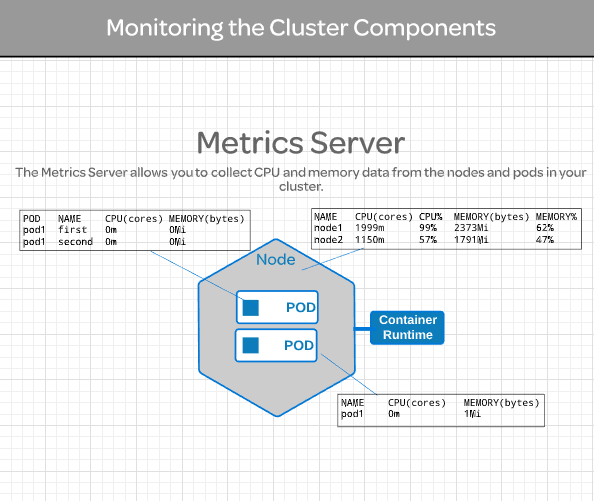 Monitoring the Cluster Components
Metrics Server
The Metrics Server allows you to collect CPU and memory data from the nodes and pods in your
cluster.
POD NAME CPU(cores) MEMORY(bytes)
pod1 first 0m 0Mi
pod1 second 0m 0Mi
NAME CPU(cores) CPU% MEMORY(bytes) MEMORY%
node1 1999m 99% 2373Mi 62%
node2 1150m 57% 1791Mi 47%
Node
POD
POD
Container
Runtime
NAME CPU(cores) MEMORY(bytes)
pod1 0m 1Mi